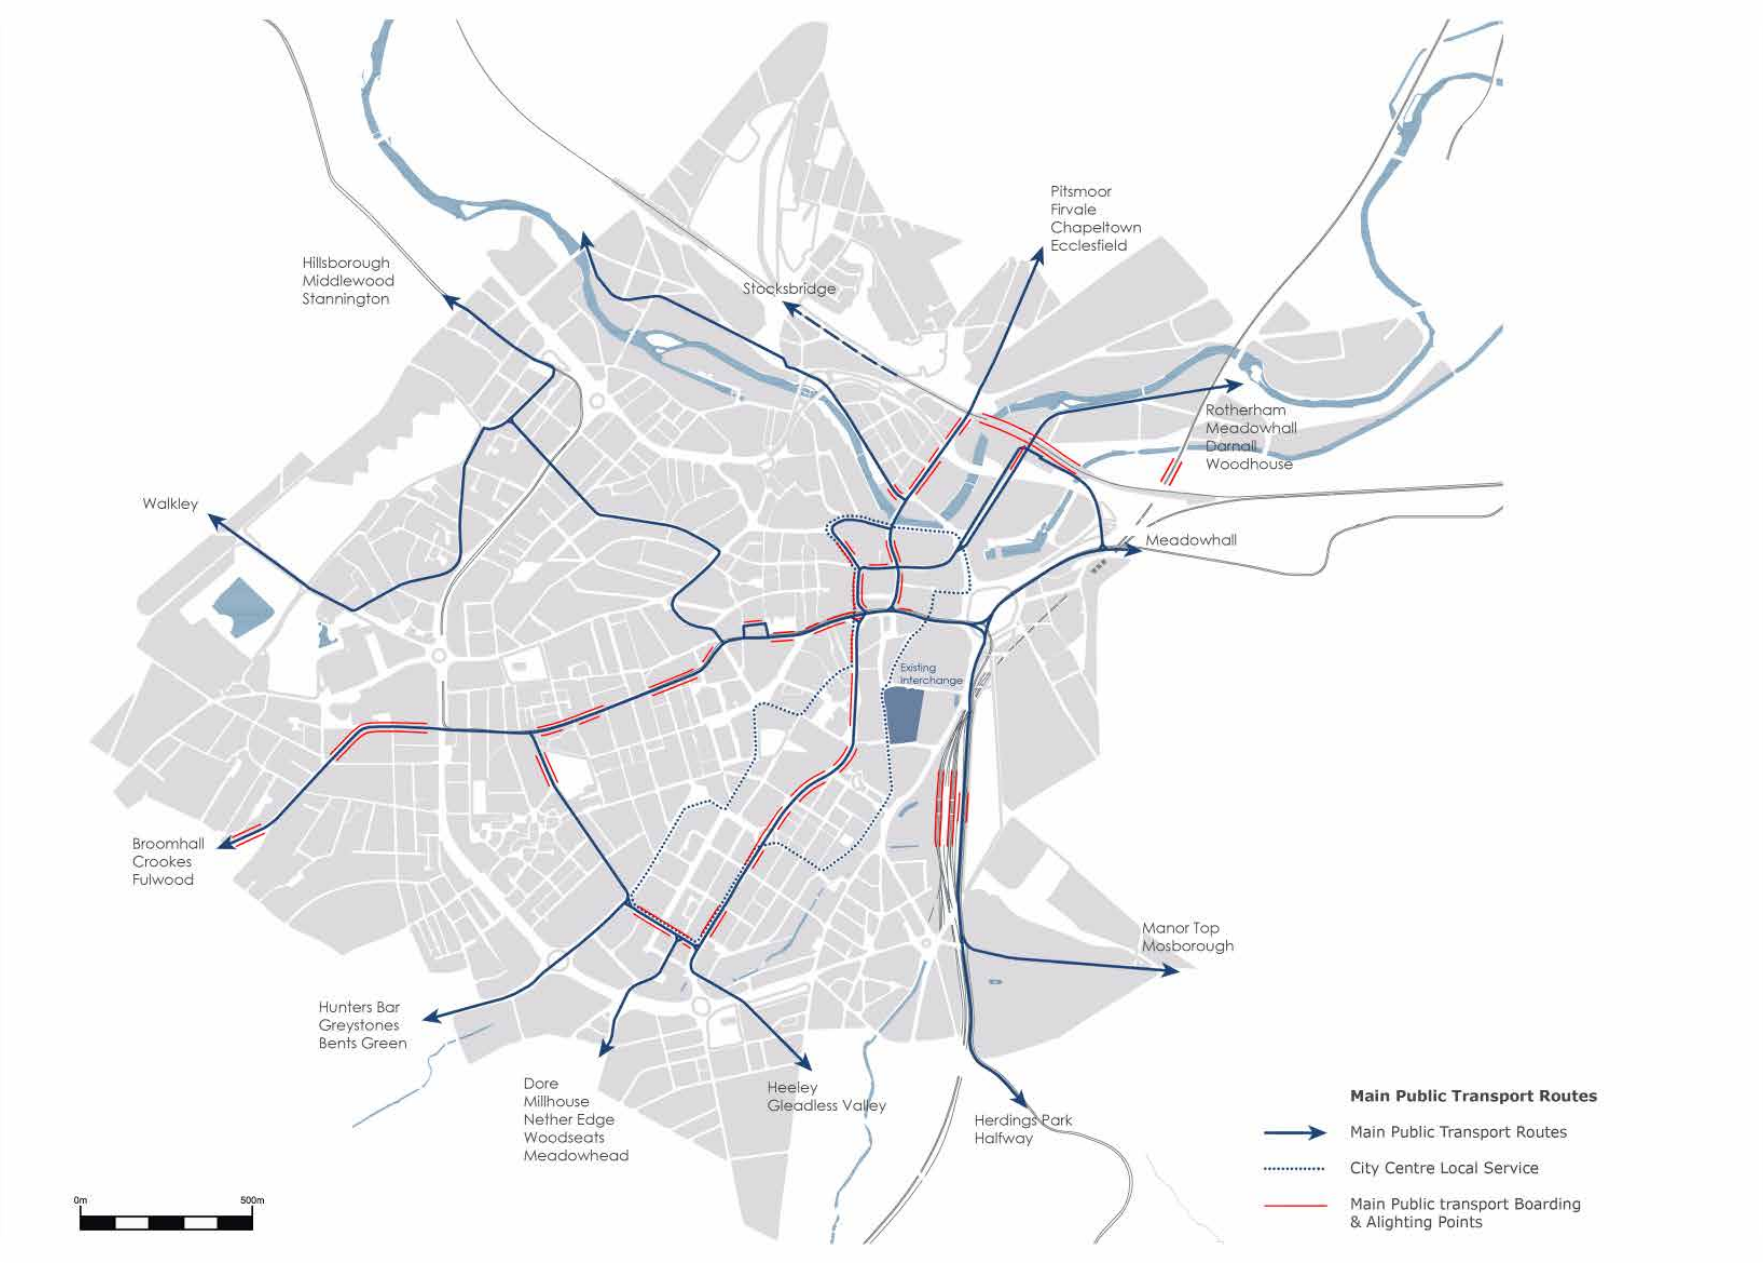 Pitsmoor
Firvale
Chapeltown
Ecclesfield
Hillsborough
Middlewood
Stannington
Stocksbridge
Rotherham
Meadowhall
Darnall
Woodhouse
Walkley
Meadowhall
Existing
Interchange
Broomhall
Crookes
Fulwood
Manor Top
Mosborough
Hunters Bar
Greystones
Bents Green
Dore
Millhouse
Nether Edge
Woodseats
Meadowhead
Heeley
Gleadless Valley
Herdings Park
Halfway
Main Public Transport Routes
Main Public Transport Routes
City Centre Local Service
Main Public transport Boarding
& Alighting Points
0m 500m